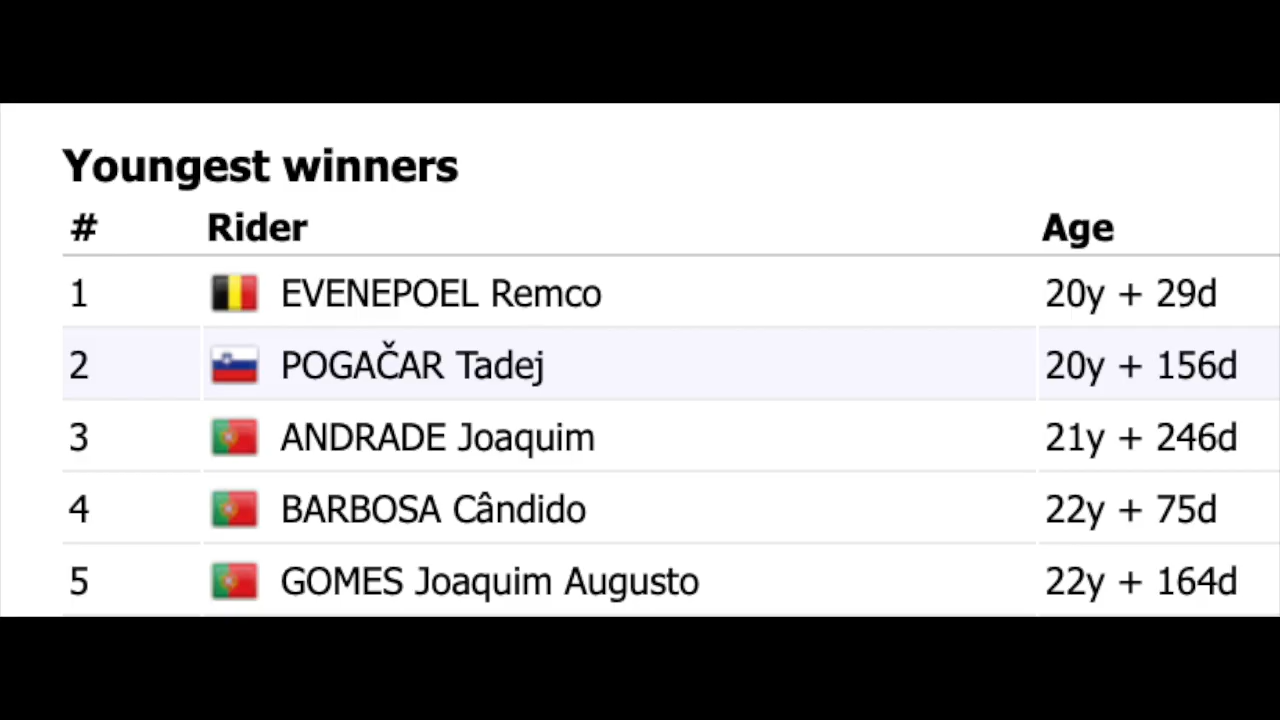 Youngest winners
# Rider Age
1 EVENEPOEL Remco 20y + 29d
2 POGAČAR Tadej 20y + 156d
3 ANDRADE Joaquim 21y + 246d
4 BARBOSA Cândido 22y + 75d
5 GOMES Joaquim Augusto 22y + 164d